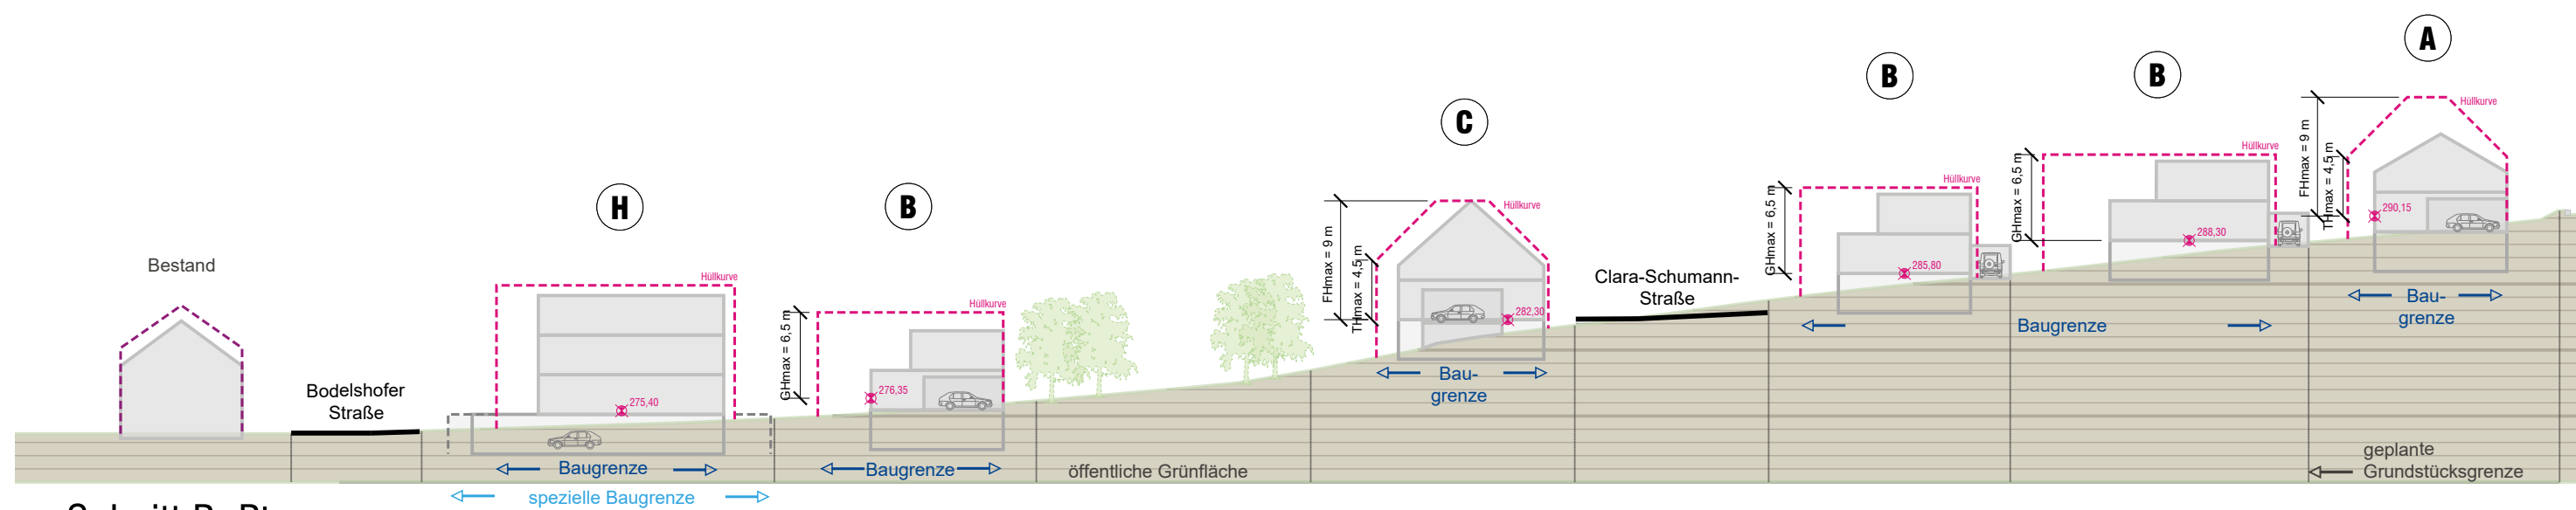 A
B
B
C
H
B
Hüllkurve
Hüllkurve
Hüllkurve
Hüllkurve
Hüllkurve
Hüllkurve
FHmax = 9 m
THmax = 4,5 m
290,15
GHmax = 6,5 m
288,30
GHmax = 6,5 m
285,80
FHmax = 9 m
THmax = 4,5 m
282,30
GHmax = 6,5 m
276,35
275,40
Bestand
Bodelshofer
Straße
Clara-Schumann-
Straße
Baugrenze
spezielle Baugrenze
Baugrenze
öffentliche Grünfläche
Bau-
grenze
Baugrenze
Bau-
grenze
geplante
Grundstücksgrenze